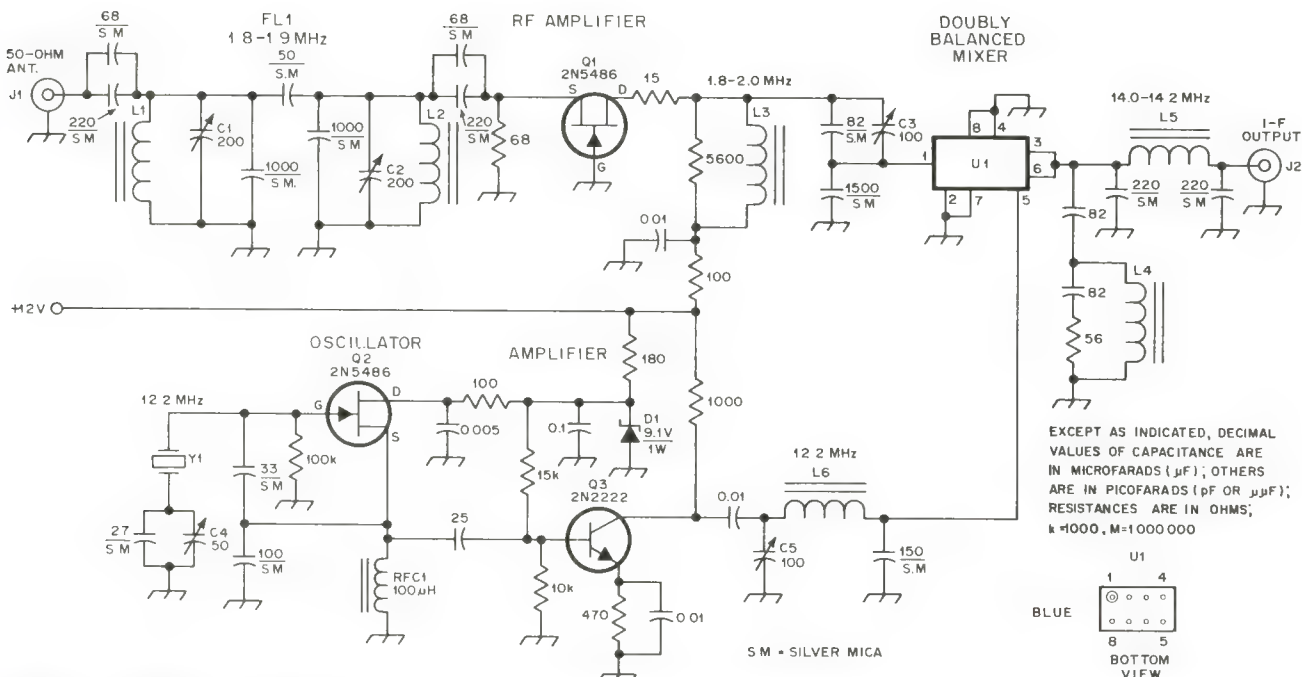 68
S M
FL1
1.8-1.9 MHz
50
S.M
68
S M
RF AMPLIFIER
Q1
2N5486
DOUBLY
BALANCED
MIXER
50-OHM
ANT.
J1
220
S M
L1
C1
200
1000
S M.
1000
S M
C2
200
L2
220
S M
68
S
D
G
15
1.8-2.0 MHz
5600
L3
82
S M
C3
100
1500
S M
0.01
100
1
8
4
U1
2
7
3
6
5
14.0-14.2 MHz
L5
I-F
OUTPUT
J2
220
S M
220
S M
82
82
56
L4
+12V
OSCILLATOR
Q2
2N5486
AMPLIFIER
180
12.2 MHz
G
D
S
100
0.005
0.1
D1
9.1V
1W
1000
Y1
33
S M
100k
15k
Q3
2N2222
27
S M
C4
50
100
S M
RFC1
100µH
25
10k
470
0.01
0.01
12.2 MHz
L6
C5
100
150
S.M
S M = SILVER MICA
EXCEPT AS INDICATED, DECIMAL
VALUES OF CAPACITANCE ARE
IN MICROFARADS (µF); OTHERS
ARE IN PICOFARADS (pF OR µµF);
RESISTANCES ARE IN OHMS;
k=1000, M=1000 000
U1
1
4
BLUE
8
5
BOTTOM
VIEW